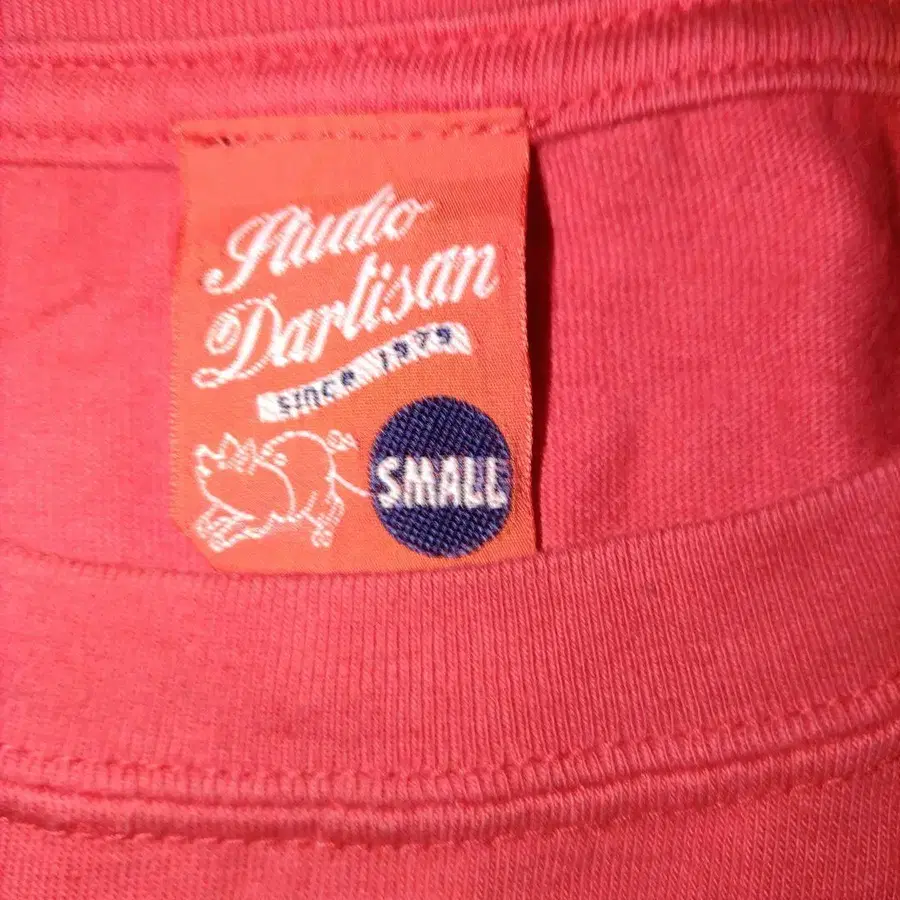 Studio
Dartisan
since 1979
SMALL